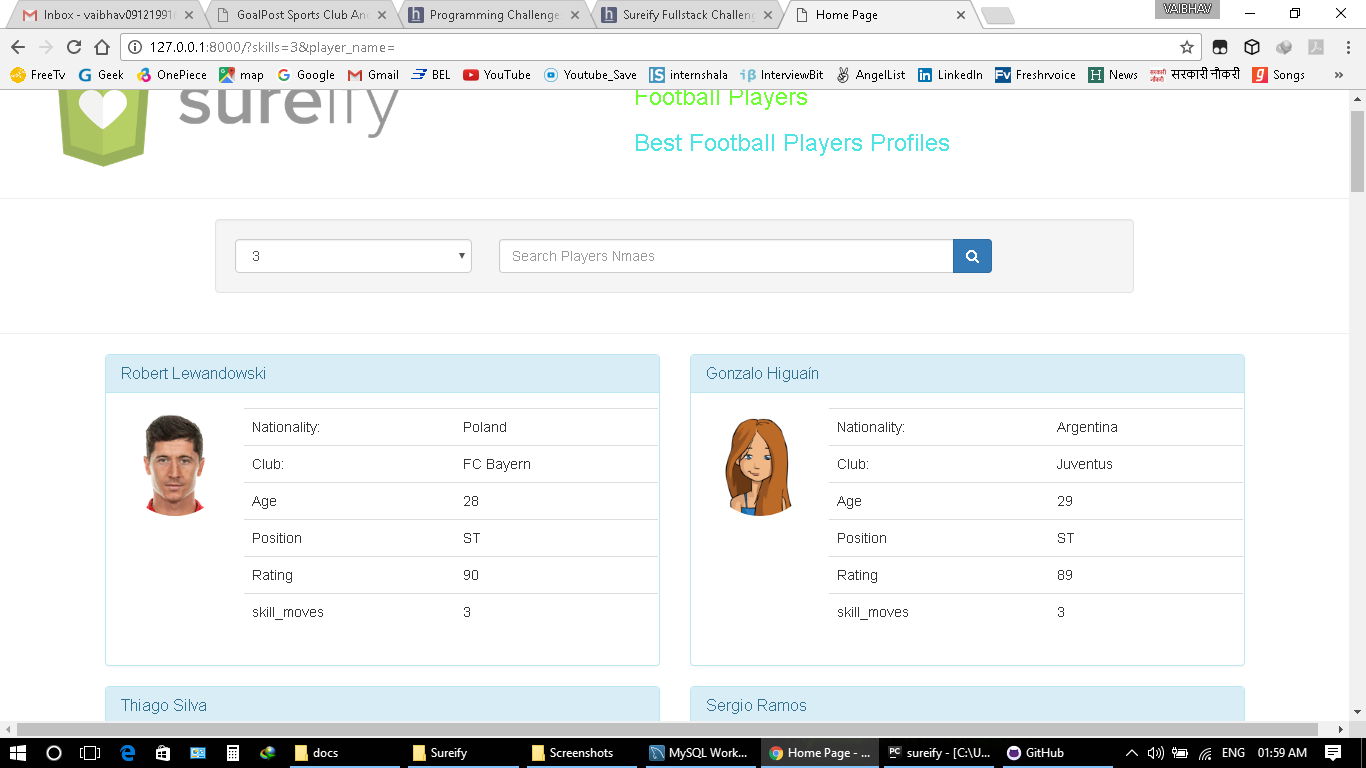 Inbox - vaibhav09121991
GoalPost Sports Club And
Programming Challenge
Sureify Fullstack Challeng
Home Page
VAIBHAV
127.0.0.1:8000/?skills=3&player_name=
FreeTv
Geek
OnePiece
map
Google
Gmail
BEL
YouTube
Youtube_Save
internshala
InterviewBit
AngelList
LinkedIn
Freshrvoice
News
सरकारी नौकरी
Songs
»
sureify
Football Players
Best Football Players Profiles
3
Search Players Nmaes
Robert Lewandowski
Nationality: Poland
Club: FC Bayern
Age 28
Position ST
Rating 90
skill_moves 3
Gonzalo Higuaín
Nationality: Argentina
Club: Juventus
Age 29
Position ST
Rating 89
skill_moves 3
Thiago Silva
Sergio Ramos
docs
Sureify
Screenshots
MySQL Work...
Home Page - ...
sureify - [C:\U...
GitHub
ENG
01:59 AM